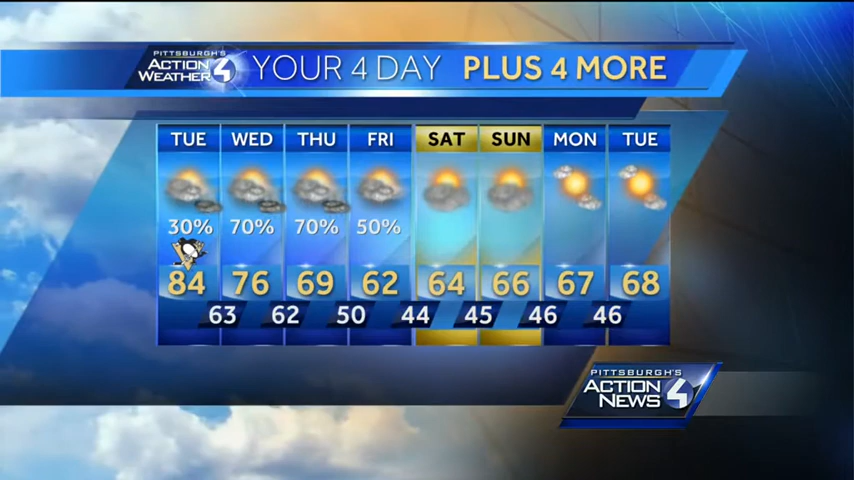 PITTSBURGH'S
ACTION
WEATHER 4
YOUR 4 DAY PLUS 4 MORE
TUE WED THU FRI SAT SUN MON TUE
30% 70% 70% 50%
84 76 69 62 64 66 67 68
63 62 50 44 45 46 46
PITTSBURGH'S
ACTION
NEWS 4